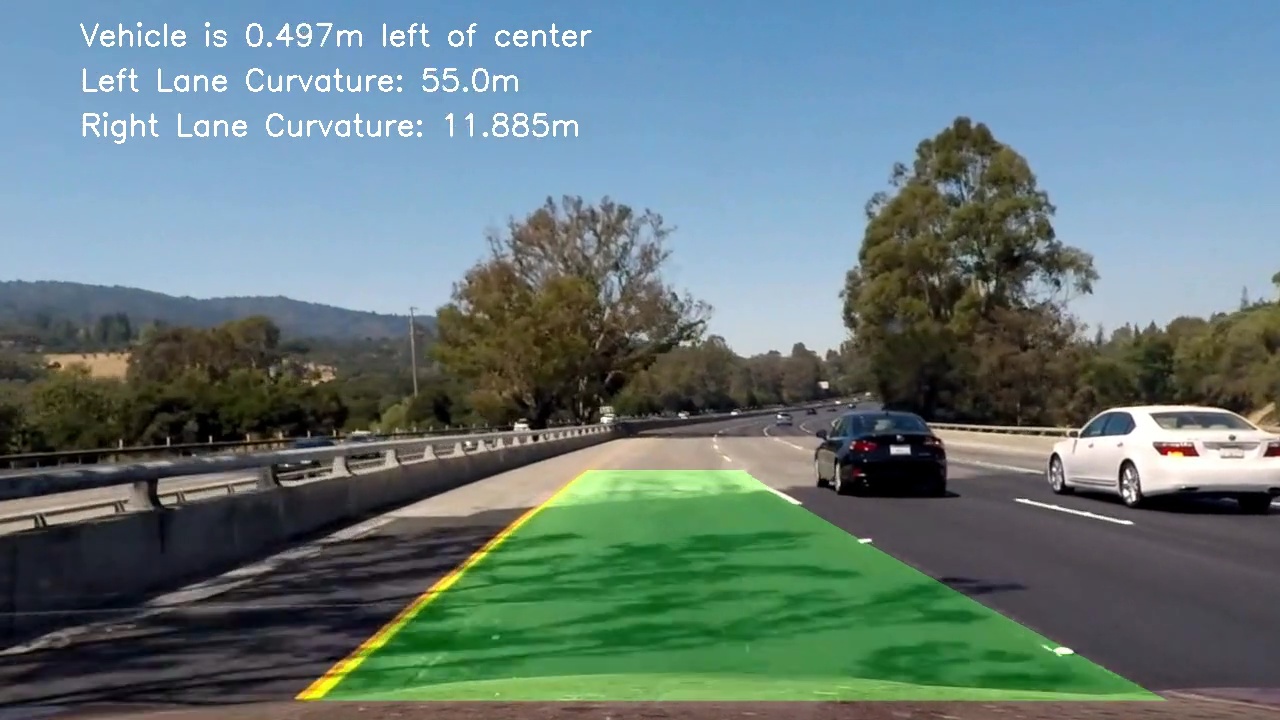 Vehicle is 0.497m left of center
Left Lane Curvature: 55.0m
Right Lane Curvature: 11.885m